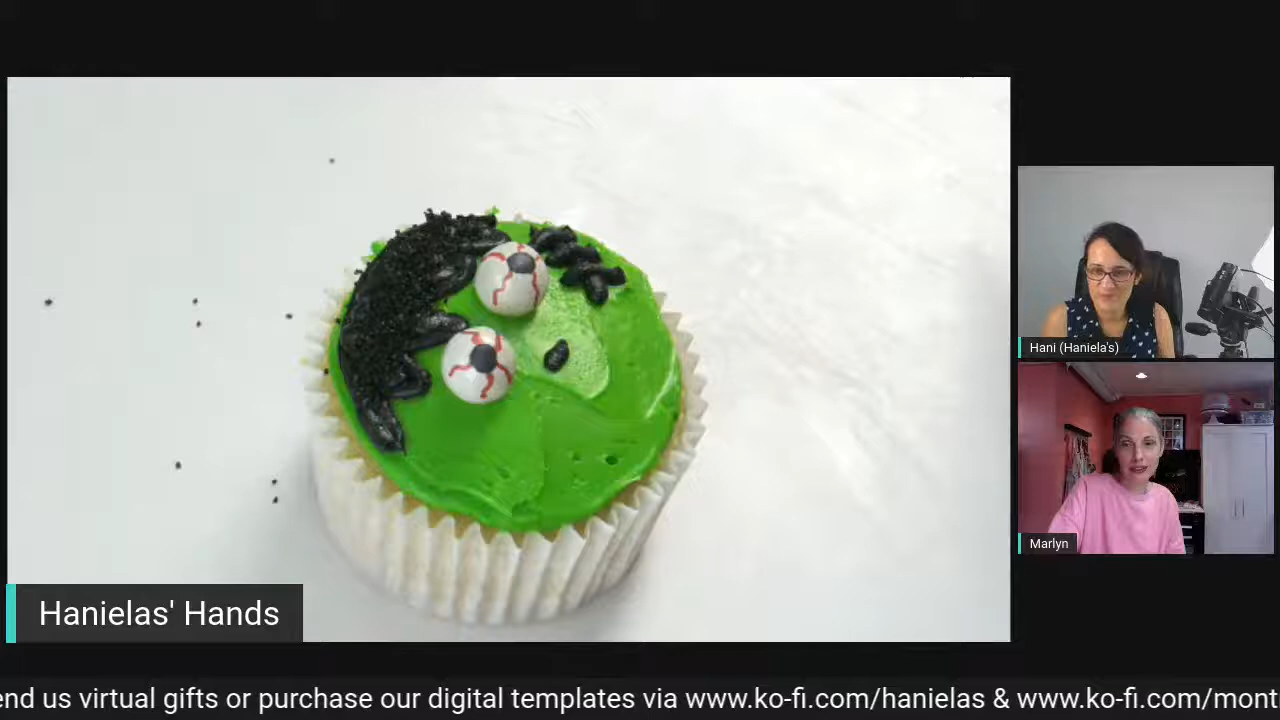 Hani (Haniela's)
Marlyn
Hanielas' Hands
end us virtual gifts or purchase our digital templates via www.ko-fi.com/hanielas & www.ko-fi.com/mont